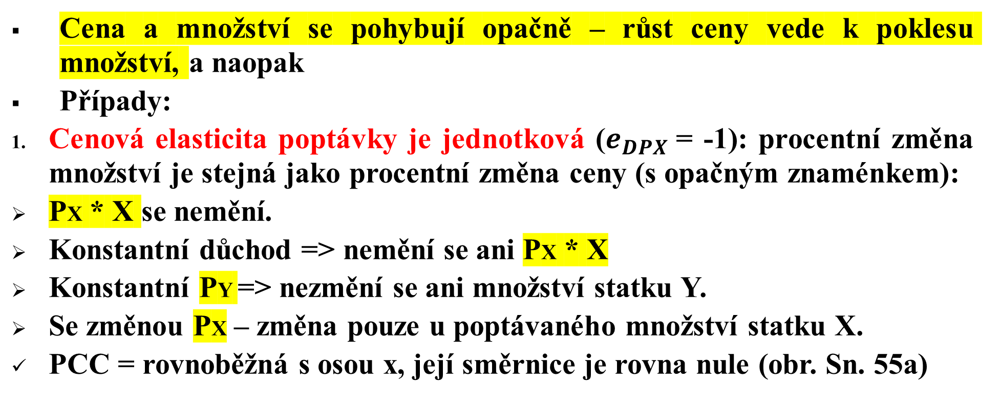 ▪ Cena a množství se pohybují opačně – růst ceny vede k poklesu
množství, a naopak
▪ Případy:
1. Cenová elasticita poptávky je jednotková (e_DPX = -1): procentní změna
množství je stejná jako procentní změna ceny (s opačným znaménkem):
➢ PX * X se nemění.
➢ Konstantní důchod => nemění se ani PX * X
➢ Konstantní PY => nezmění se ani množství statku Y.
➢ Se změnou PX – změna pouze u poptávaného množství statku X.
✓ PCC = rovnoběžná s osou x, její směrnice je rovna nule (obr. Sn. 55a)